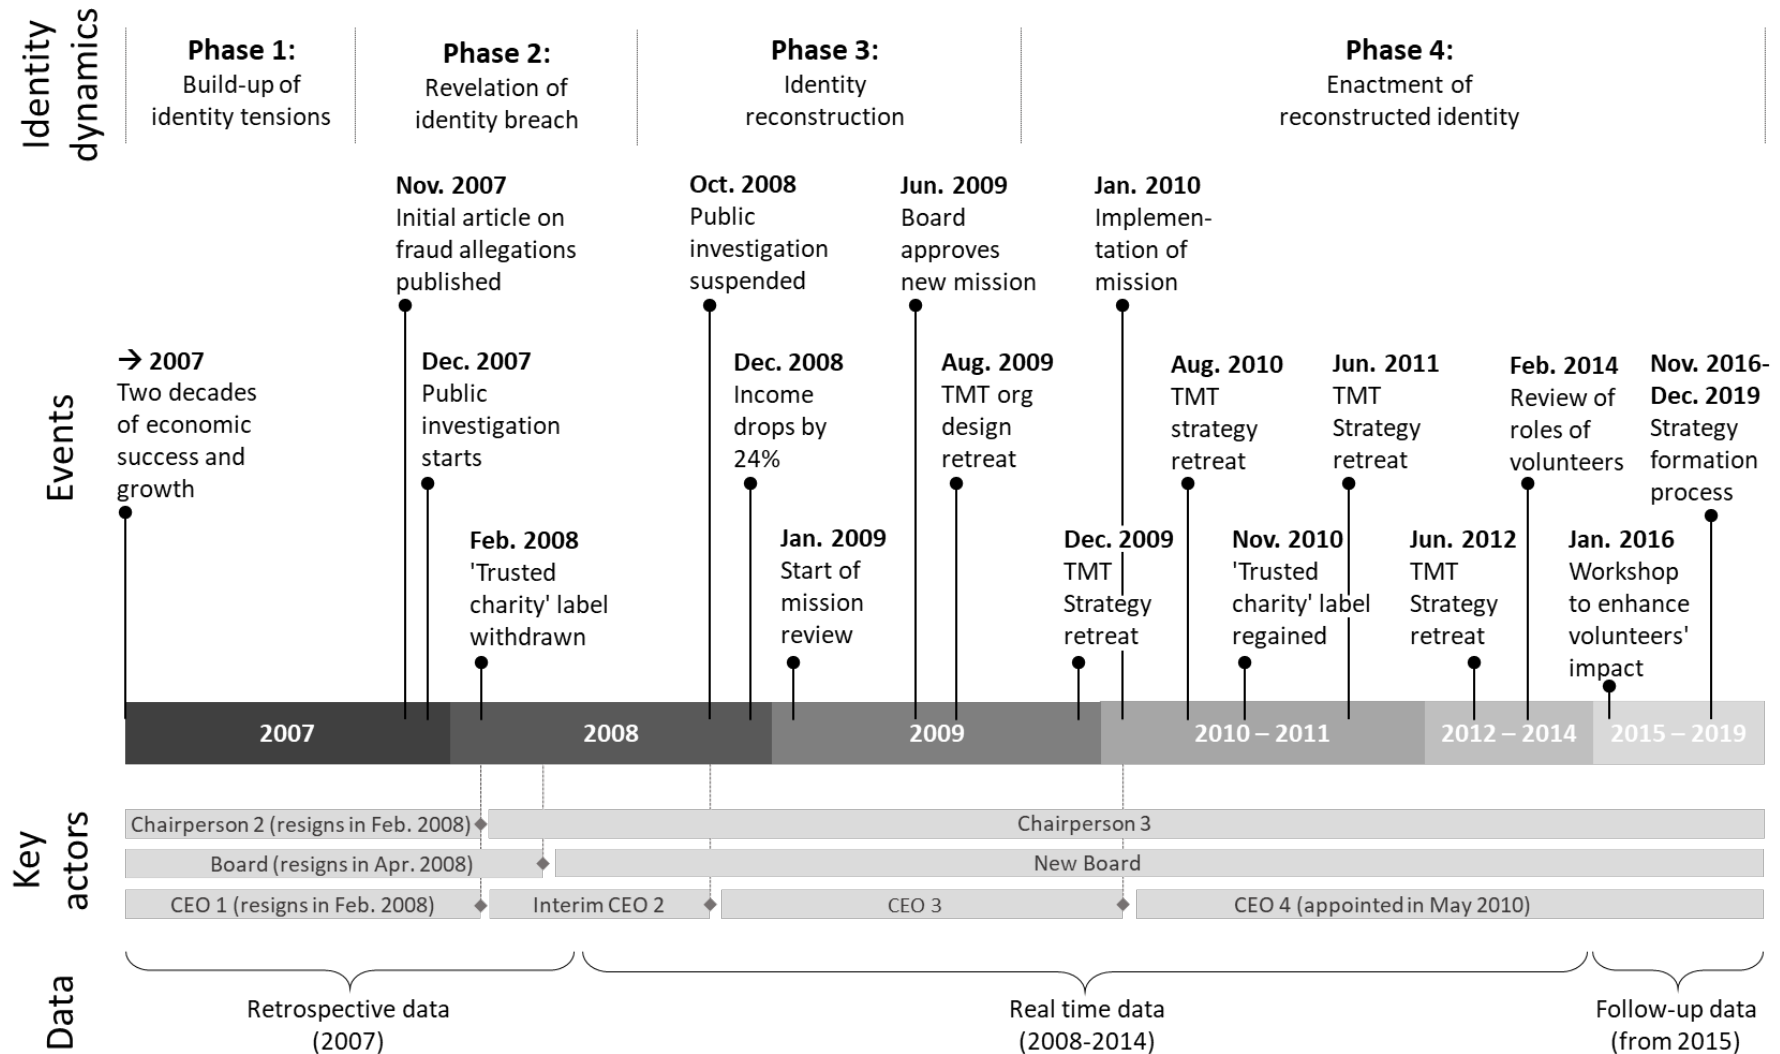 Identity
dynamics
Phase 1:
Build-up of
identity tensions
Phase 2:
Revelation of
identity breach
Phase 3:
Identity
reconstruction
Phase 4:
Enactment of
reconstructed identity
Events
Nov. 2007
Initial article on
fraud allegations
published
Oct. 2008
Public
investigation
suspended
Jun. 2009
Board
approves
new mission
Jan. 2010
Implemen-
tation of
mission
→ 2007
Two decades
of economic
success and
growth
Dec. 2007
Public
investigation
starts
Dec. 2008
Income
drops by
24%
Aug. 2009
TMT org
design
retreat
Aug. 2010
TMT
strategy
retreat
Jun. 2011
TMT
Strategy
retreat
Feb. 2014
Review of
roles of
volunteers
Nov. 2016-
Dec. 2019
Strategy
formation
process
Feb. 2008
'Trusted
charity' label
withdrawn
Jan. 2009
Start of
mission
review
Dec. 2009
TMT
Strategy
retreat
Nov. 2010
'Trusted
charity' label
regained
Jun. 2012
TMT
Strategy
retreat
Jan. 2016
Workshop
to enhance
volunteers'
impact
2007
2008
2009
2010 – 2011
2012 – 2014
2015 – 2019
Key
actors
Chairperson 2 (resigns in Feb. 2008)
Chairperson 3
Board (resigns in Apr. 2008)
New Board
CEO 1 (resigns in Feb. 2008)
Interim CEO 2
CEO 3
CEO 4 (appointed in May 2010)
Data
Retrospective data
(2007)
Real time data
(2008-2014)
Follow-up data
(from 2015)